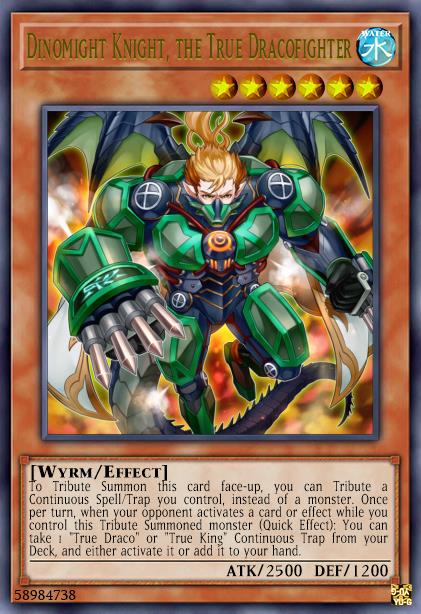 Dinomight Knight, the True Dracofighter
WATER
水
[Wyrm/Effect]
To Tribute Summon this card face-up, you can Tribute a
Continuous Spell/Trap you control, instead of a monster. Once
per turn, when your opponent activates a card or effect while you
control this Tribute Summoned monster (Quick Effect): You can
take 1 "True Draco" or "True King" Continuous Trap from your
Deck, and either activate it or add it to your hand.
ATK/2500 DEF/1200
58984738